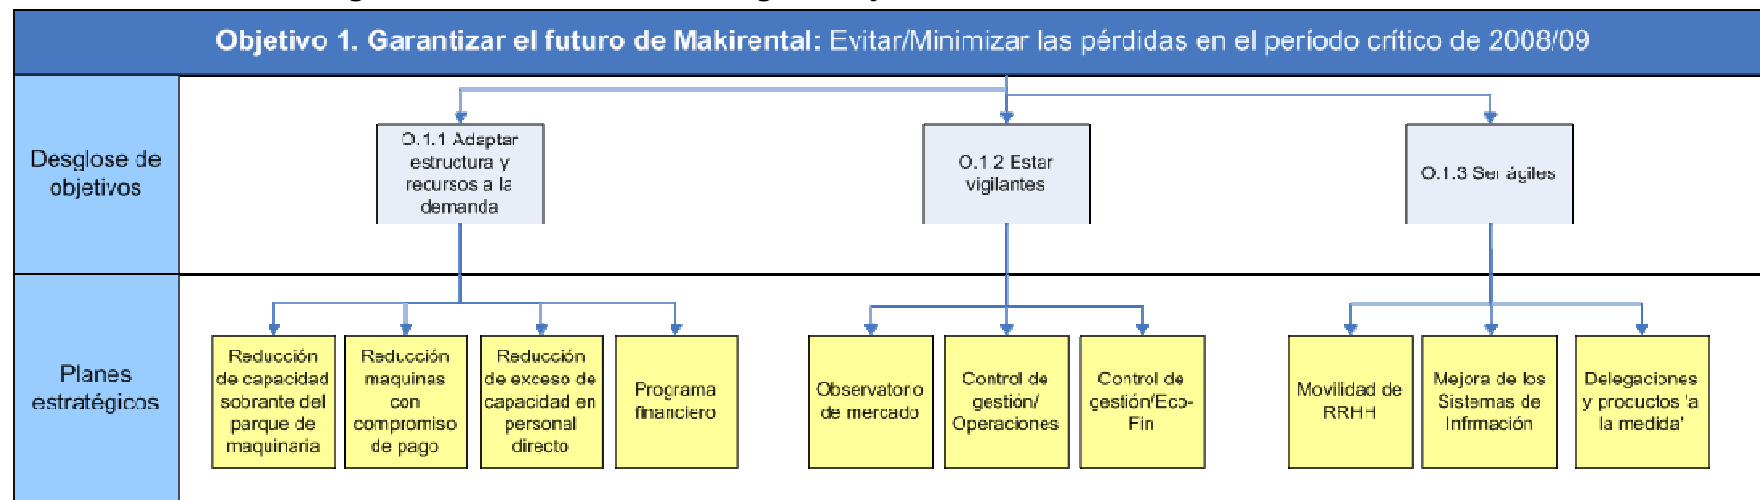 Objetivo 1. Garantizar el futuro de Makirental: Evitar/Minimizar las pérdidas en el período crítico de 2008/09
Desglose de
objetivos
O.1.1 Adaptar
estructura y
recursos a la
demanda
O.1.2 Estar
vigilantes
O.1.3 Ser ágiles
Planes
estratégicos
Reducción
de capacidad
sobrante del
parque de
maquinaria
Reducción
maquinas
con
compromiso
de pago
Reducción
de exceso de
capacidad en
personal
directo
Programa
financiero
Observatorio
de mercado
Control de
gestión/
Operaciones
Control de
gestión/Eco-
Fin
Movilidad de
RRHH
Mejora de los
Sistemas de
Infrmación
Delegaciones
y productos 'a
la medida'